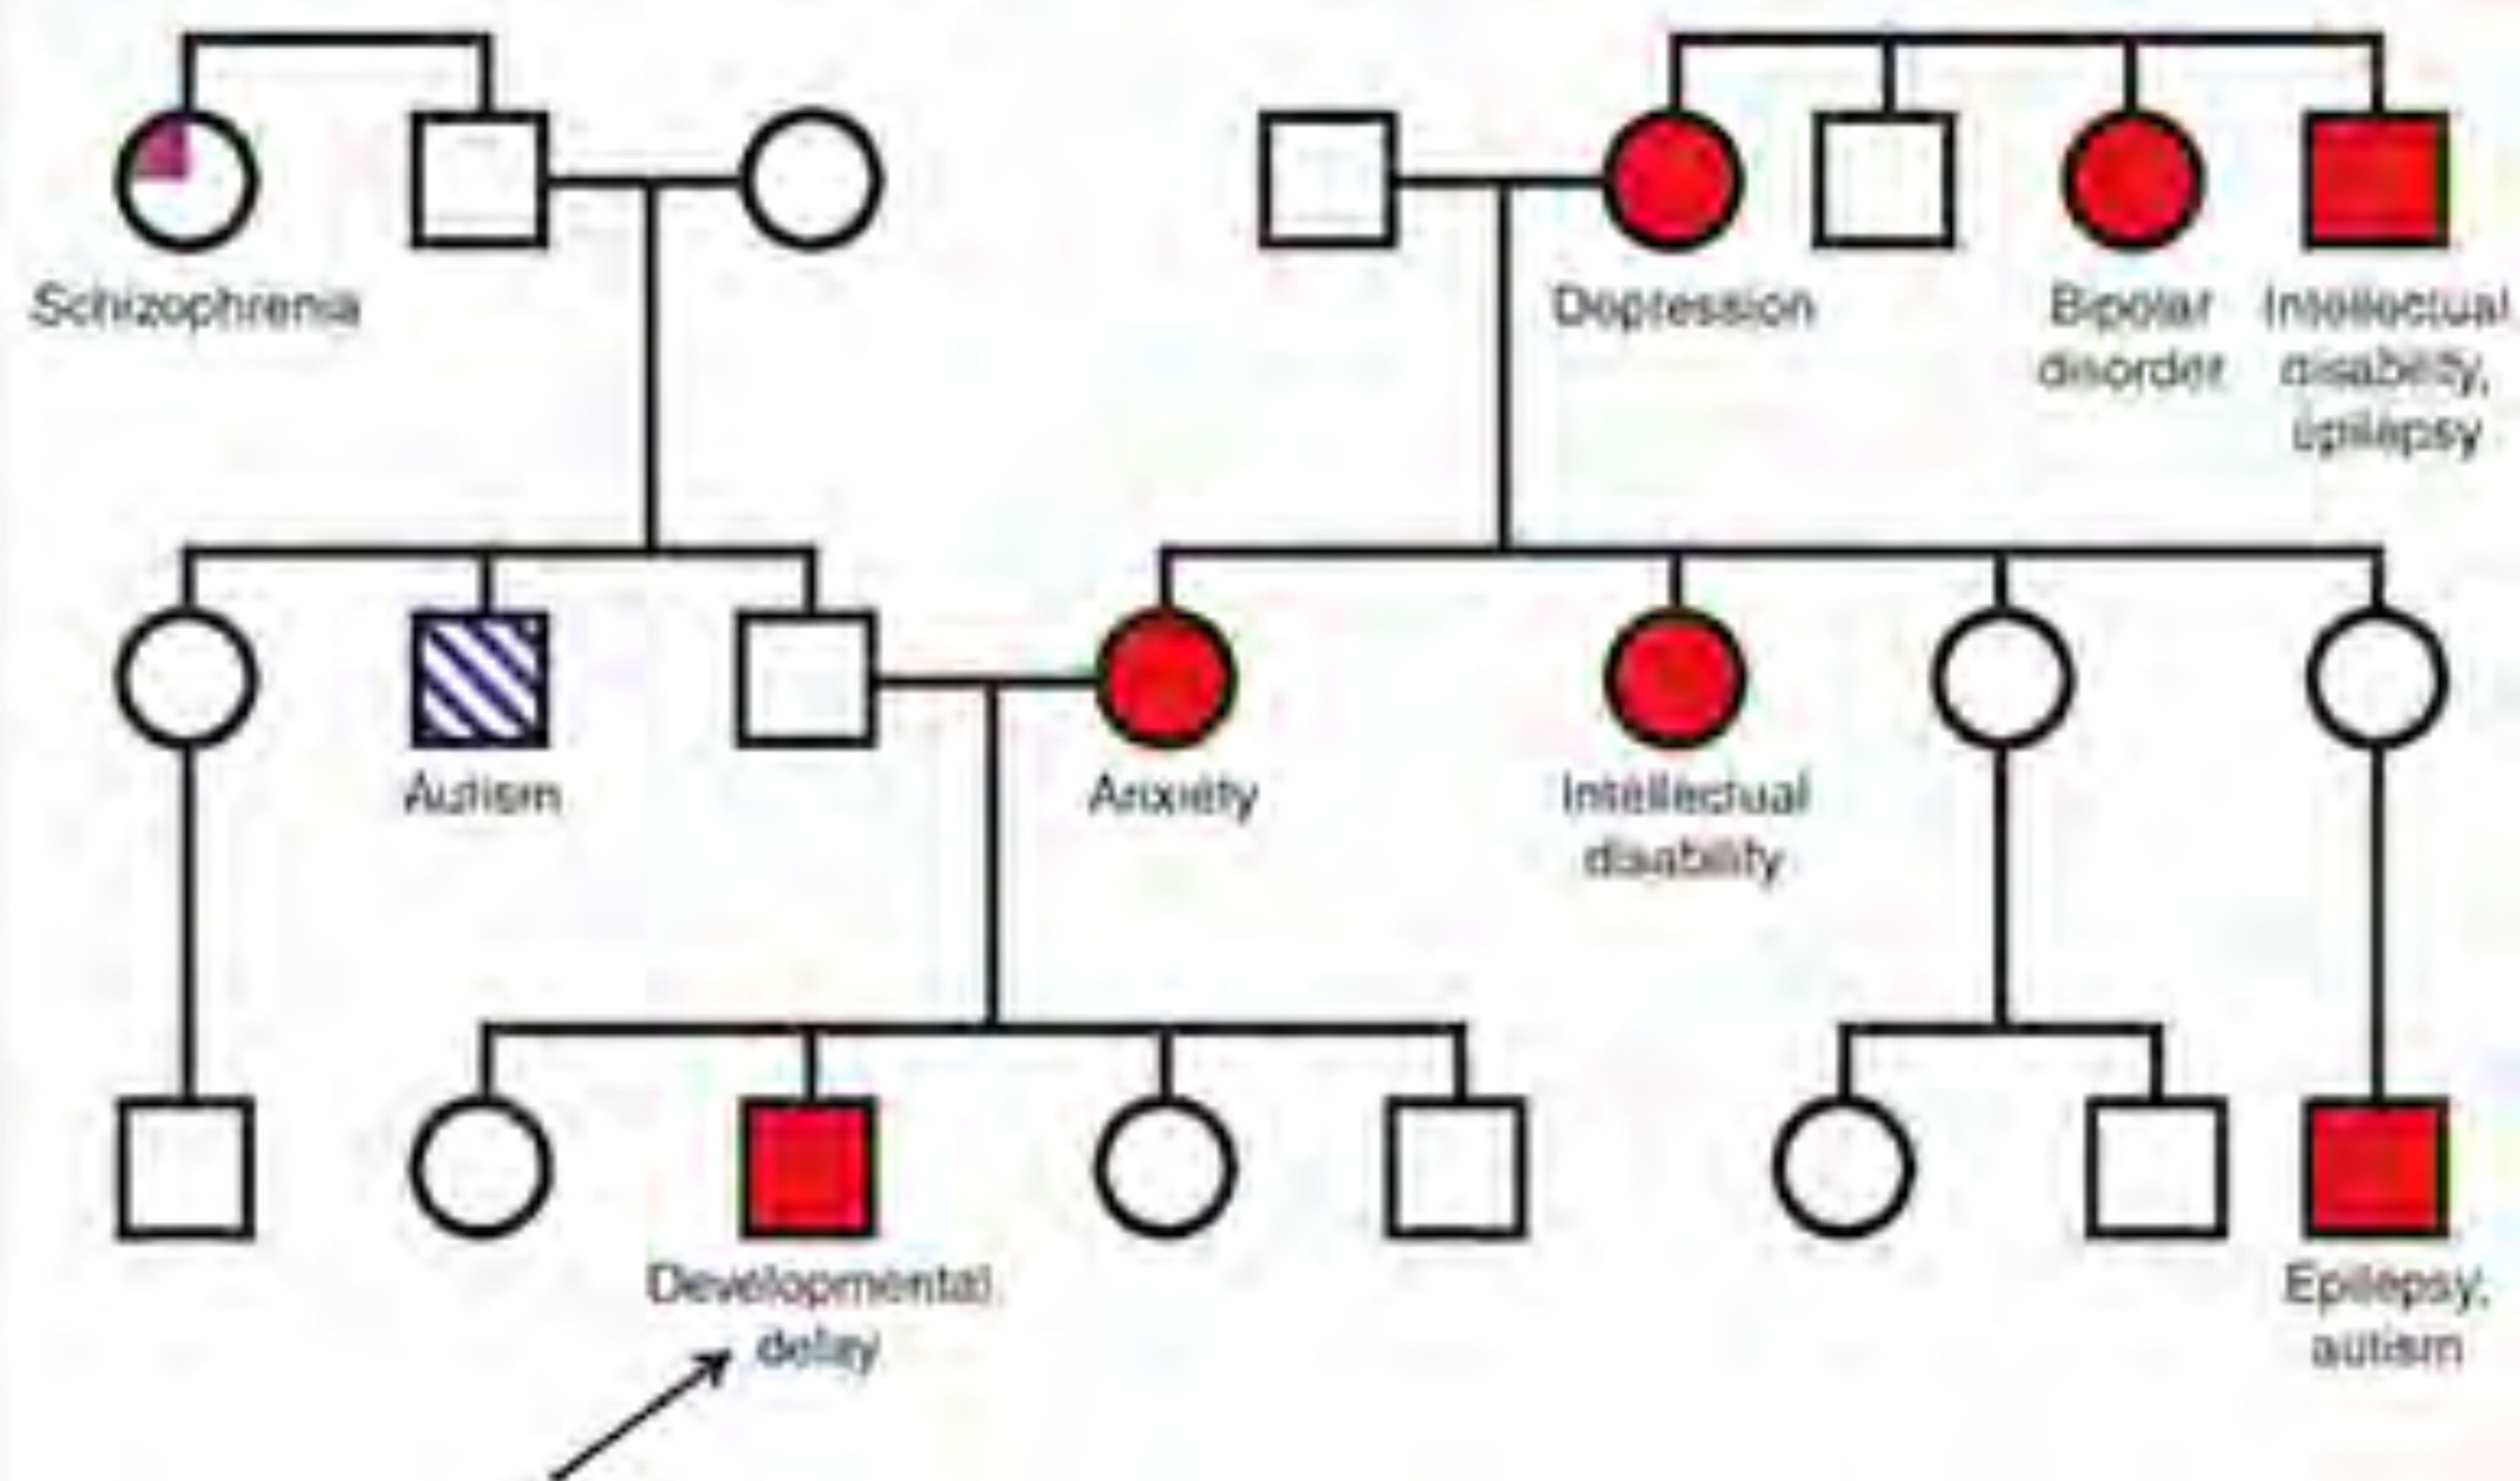 Schizophrenia
Depression
Bipolar
disorder
Intellectual
disability,
epilepsy
Autism
Anxiety
Intellectual
disability
Developmental
delay
Epilepsy,
autism